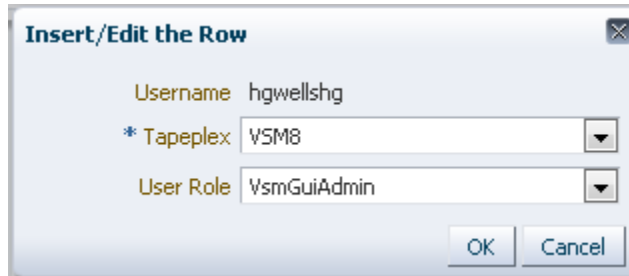 Insert/Edit the Row
Username hgwellshg
* Tapeplex VSM8
User Role VsmGuiAdmin
OK Cancel